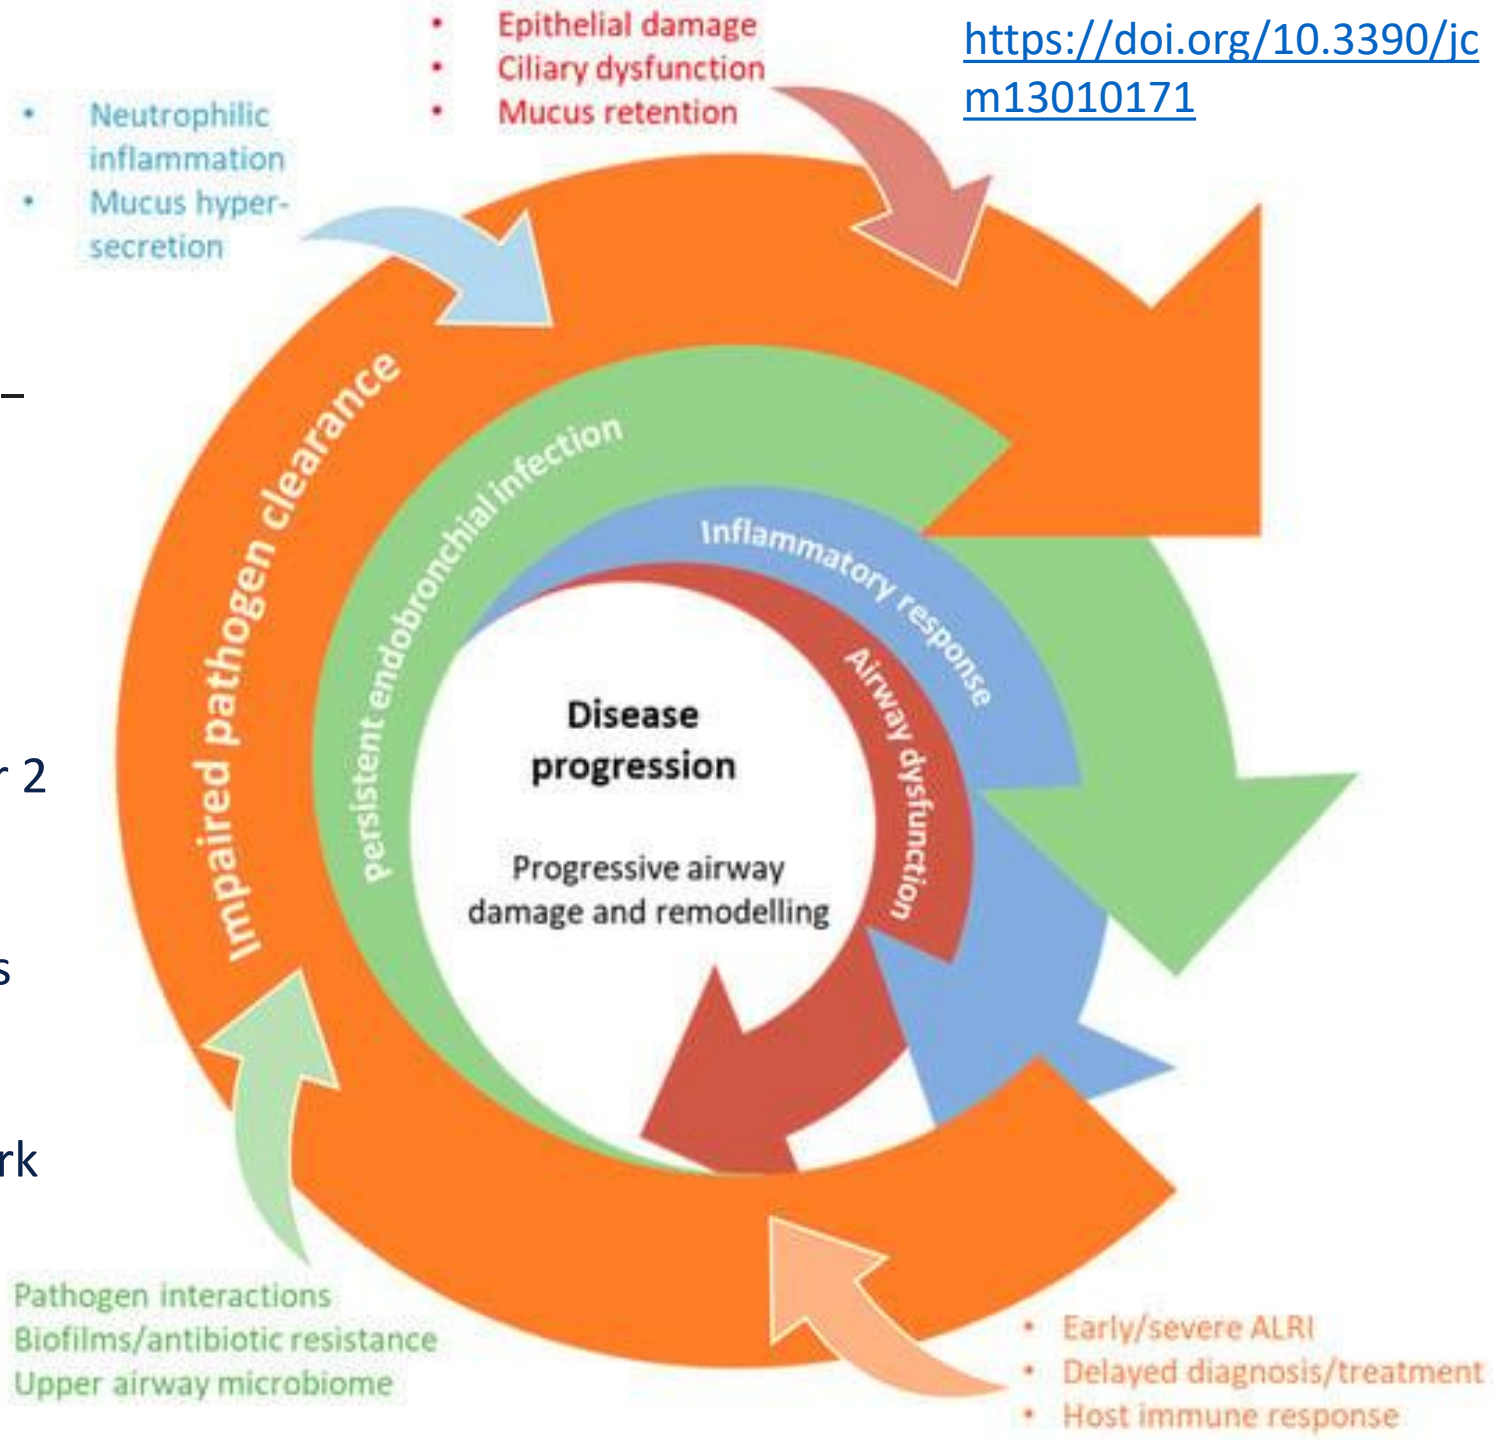 • Epithelial damage
• Ciliary dysfunction
• Mucus retention
https://doi.org/10.3390/jc
m13010171
• Neutrophilic
inflammation
• Mucus hyper-
secretion
–
Impaired pathogen clearance
persistent endobronchial infection
Inflammatory response
Airway dysfunction
Disease
progression
Progressive airway
damage and remodelling
r 2
s
rk
Pathogen interactions
Biofilms/antibiotic resistance
Upper airway microbiome
• Early/severe ALRI
• Delayed diagnosis/treatment
• Host immune response